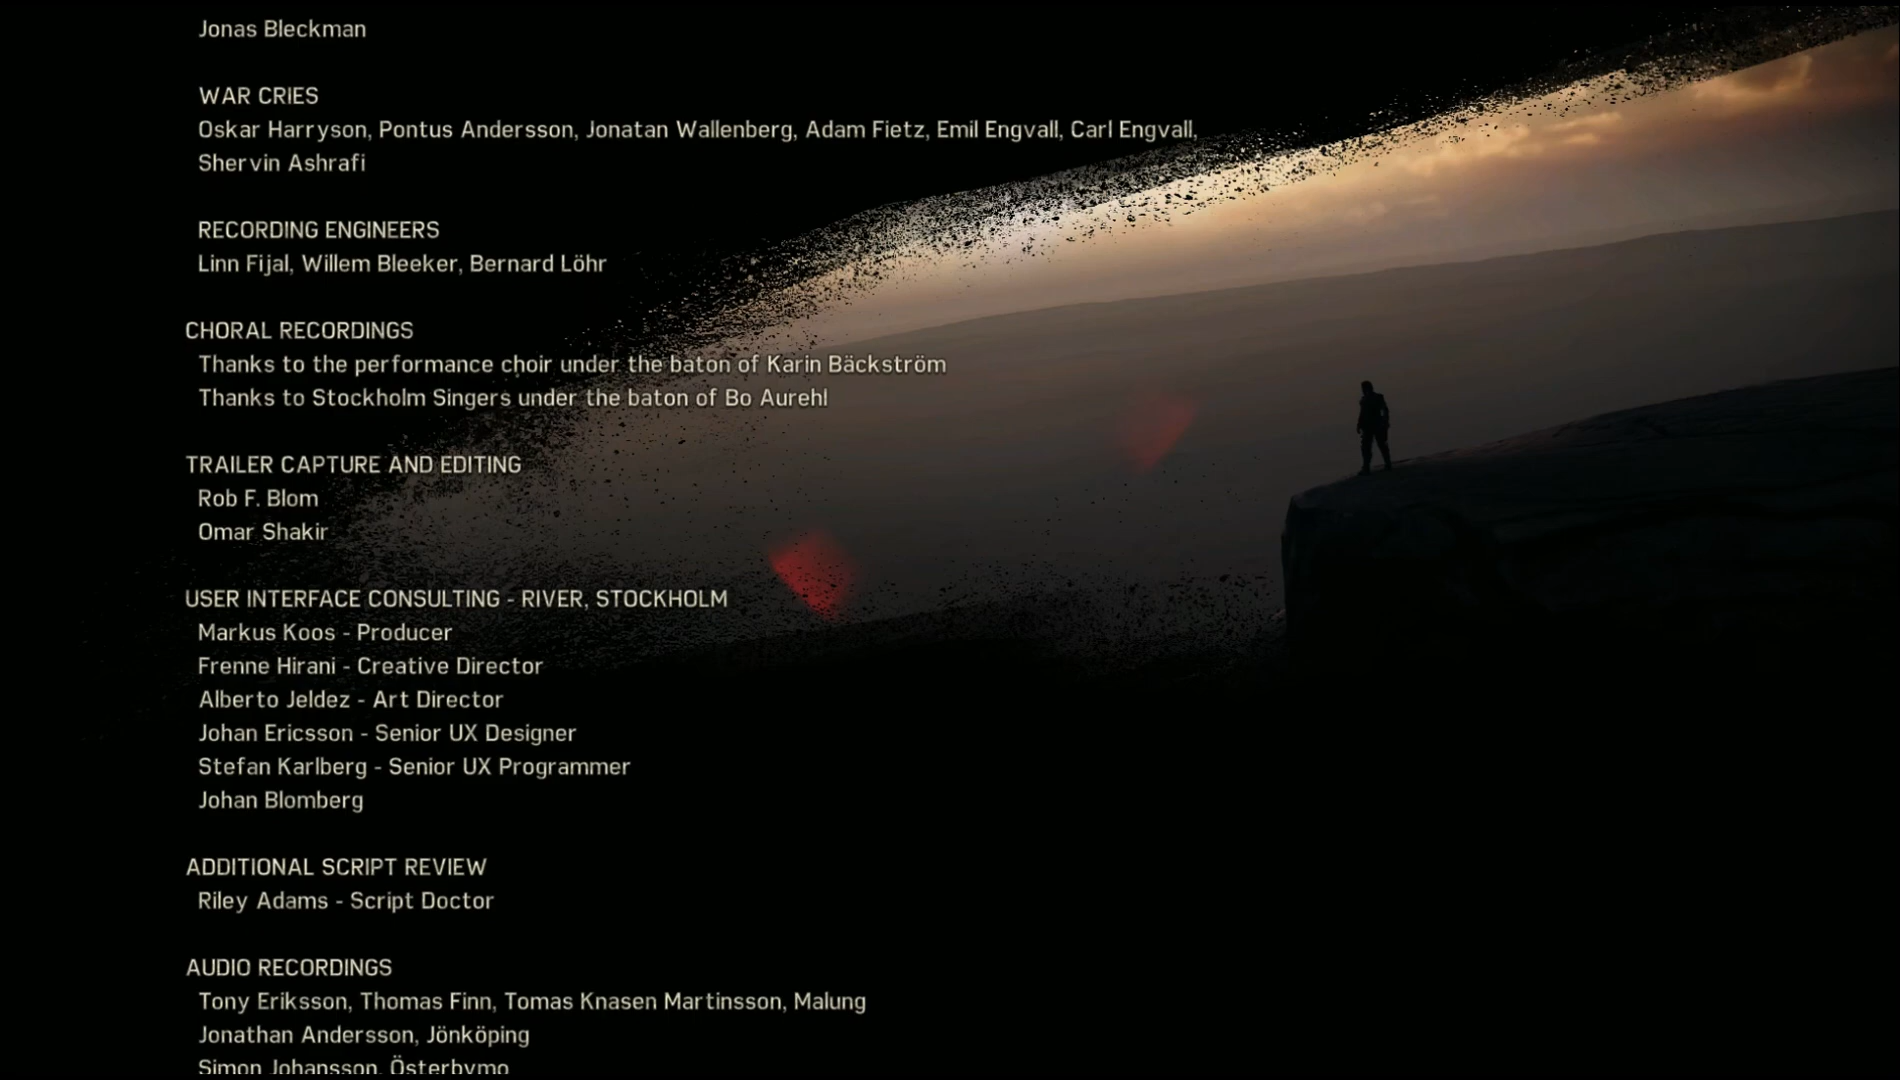 Jonas Bleckman
WAR CRIES
Oskar Harryson, Pontus Andersson, Jonatan Wallenberg, Adam Fietz, Emil Engvall, Carl Engvall,
Shervin Ashrafi
RECORDING ENGINEERS
Linn Fijal, Willem Bleeker, Bernard Löhr
CHORAL RECORDINGS
Thanks to the performance choir under the baton of Karin Bäckström
Thanks to Stockholm Singers under the baton of Bo Aurehl
TRAILER CAPTURE AND EDITING
Rob F. Blom
Omar Shakir
USER INTERFACE CONSULTING - RIVER, STOCKHOLM
Markus Koos - Producer
Frenne Hirani - Creative Director
Alberto Jeldez - Art Director
Johan Ericsson - Senior UX Designer
Stefan Karlberg - Senior UX Programmer
Johan Blomberg
ADDITIONAL SCRIPT REVIEW
Riley Adams - Script Doctor
AUDIO RECORDINGS
Tony Eriksson, Thomas Finn, Tomas Knasen Martinsson, Malung
Jonathan Andersson, Jönköping
Simon Johansson, Österbymo